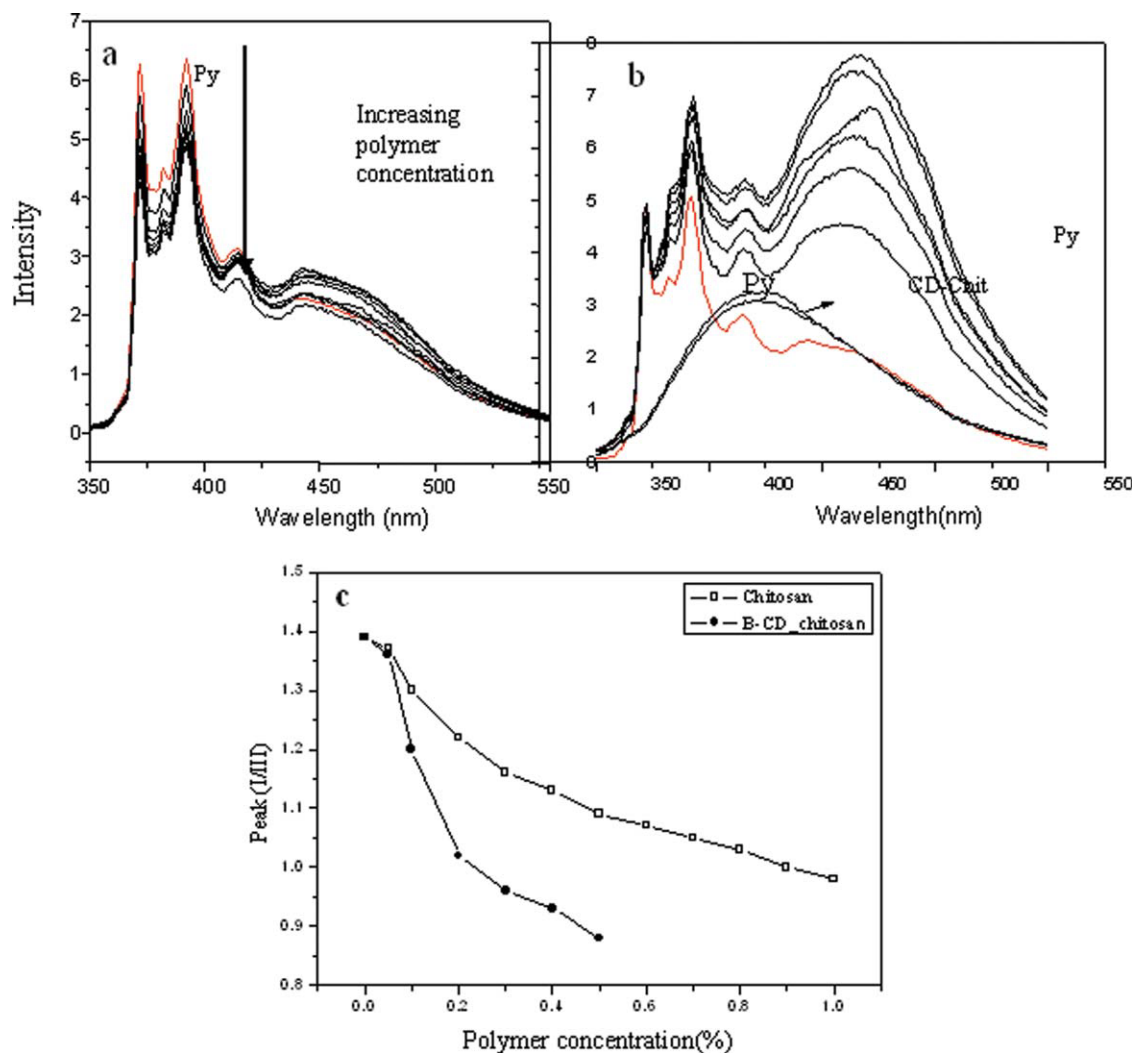 a
Py
Increasing
polymer
concentration
Intensity
7
6
5
4
3
2
1
0
350
400
450
500
550
Wavelength (nm)
b
8
7
6
5
4
3
2
1
0
Py
Py
CD-Chit
350
400
450
500
550
Wavelength(nm)
c
Chitosan
B-CD_chitosan
Peak (I/III)
1.5
1.4
1.3
1.2
1.1
1.0
0.9
0.8
0.0
0.2
0.4
0.6
0.8
1.0
Polymer concentration(%)